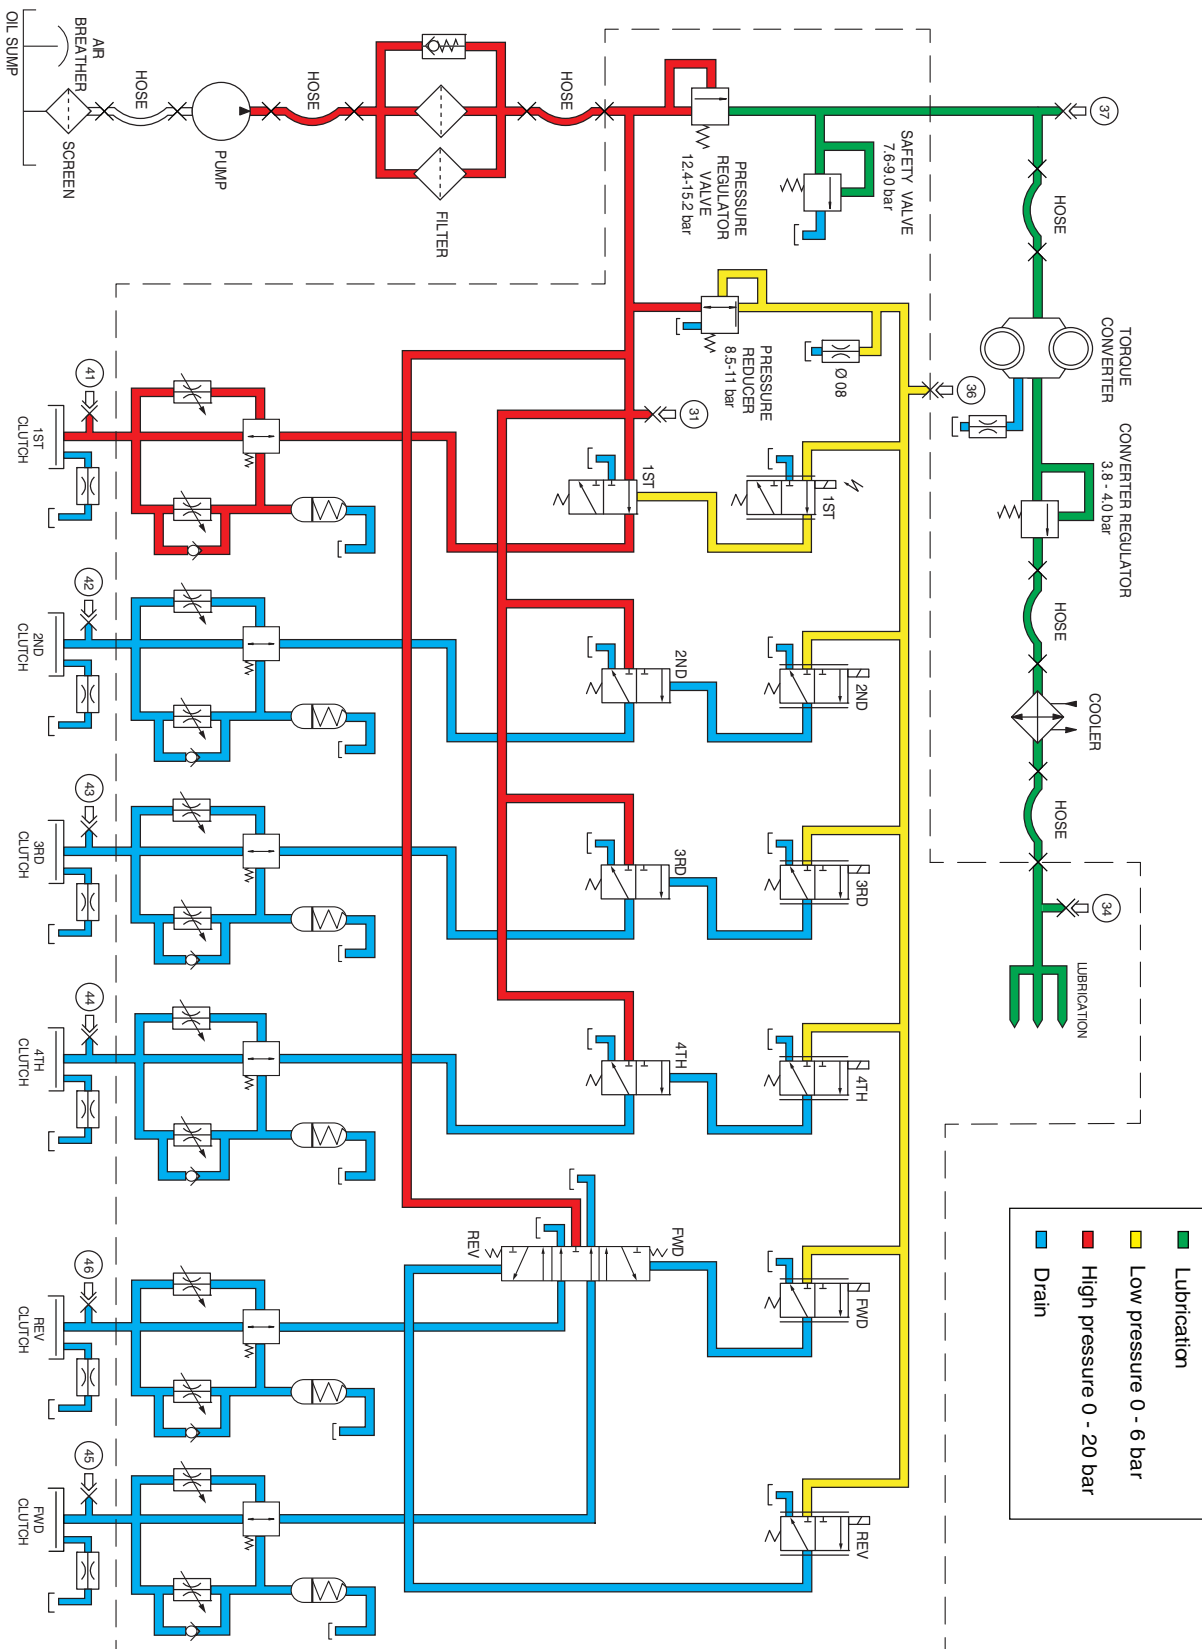 OIL SUMP
AIR
BREATHER
SCREEN
HOSE
PUMP
HOSE
FILTER
HOSE
PRESSURE
REGULATOR
VALVE
12.4-15.2 bar
SAFETY VALVE
7.6-9.0 bar
37
HOSE
TORQUE
CONVERTER
CONVERTER REGULATOR
3.8 - 4.0 bar
HOSE
COOLER
HOSE
34
LUBRICATION
PRESSURE
REDUCER
8.5-11 bar
Ø 08
36
31
1ST
1ST
2ND
2ND
3RD
3RD
4TH
4TH
FWD
REV
FWD
REV
41
1ST
CLUTCH
42
2ND
CLUTCH
43
3RD
CLUTCH
44
4TH
CLUTCH
46
REV
CLUTCH
45
FWD
CLUTCH
Lubrication
Low pressure 0 - 6 bar
High pressure 0 - 20 bar
Drain